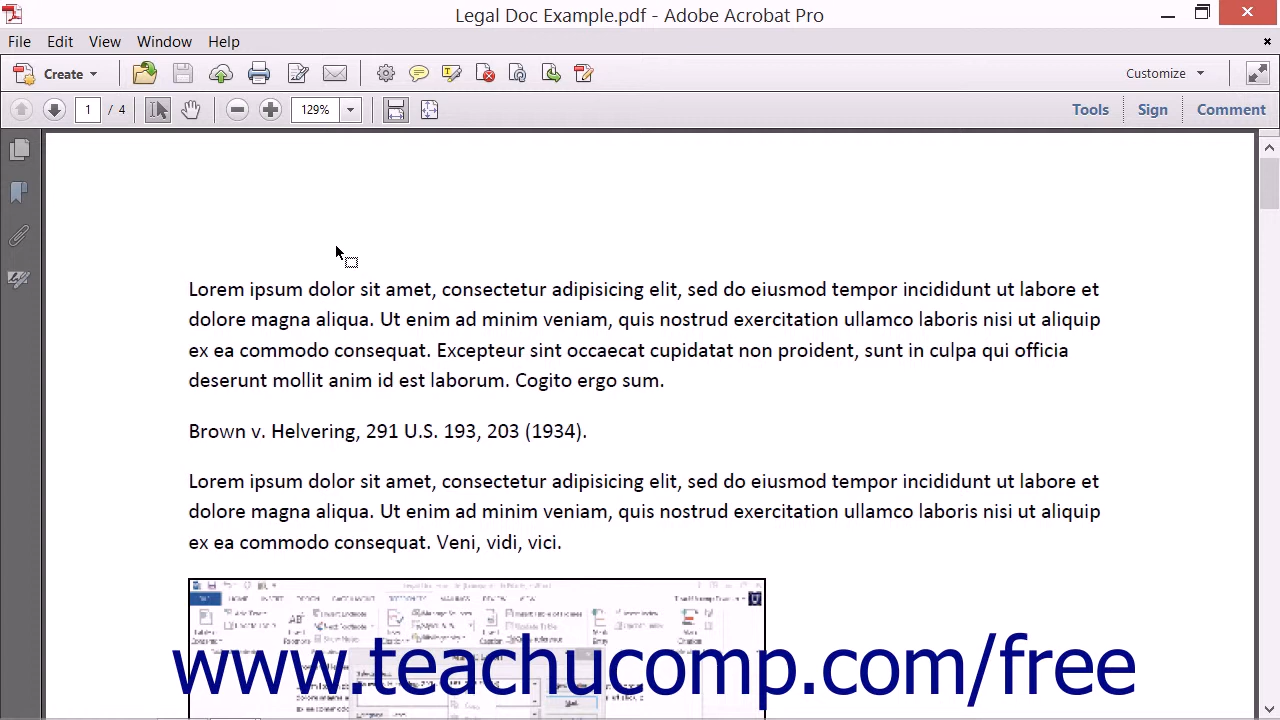 Legal Doc Example.pdf - Adobe Acrobat Pro
File Edit View Window Help
Create Customize
1 / 4 129% Tools Sign Comment
Lorem ipsum dolor sit amet, consectetur adipisicing elit, sed do eiusmod tempor incididunt ut labore et
dolore magna aliqua. Ut enim ad minim veniam, quis nostrud exercitation ullamco laboris nisi ut aliquip
ex ea commodo consequat. Excepteur sint occaecat cupidatat non proident, sunt in culpa qui officia
deserunt mollit anim id est laborum. Cogito ergo sum.
Brown v. Helvering, 291 U.S. 193, 203 (1934).
Lorem ipsum dolor sit amet, consectetur adipisicing elit, sed do eiusmod tempor incididunt ut labore et
dolore magna aliqua. Ut enim ad minim veniam, quis nostrud exercitation ullamco laboris nisi ut aliquip
ex ea commodo consequat. Veni, vidi, vici.
www.teachucomp.com/free